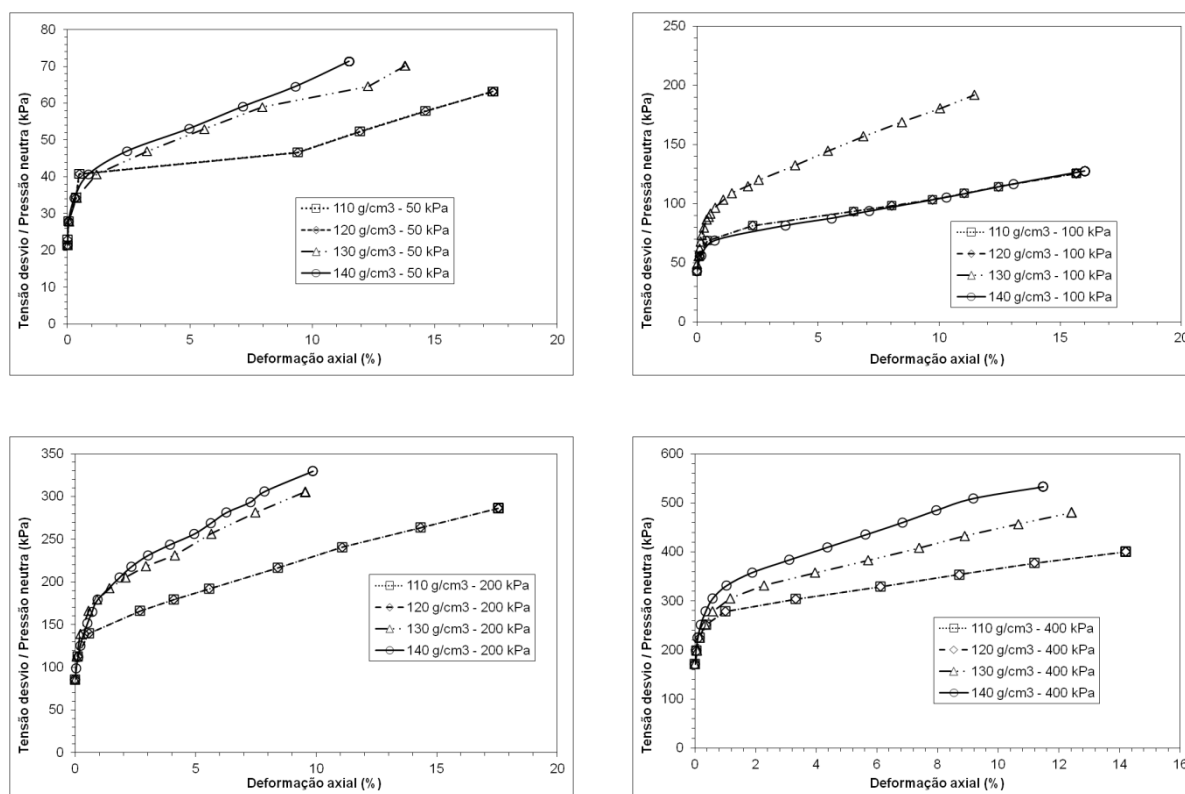 Tensão desvio / Pressão neutra (kPa)
80
70
60
50
40
30
20
10
0
110 g/cm3 - 50 kPa
120 g/cm3 - 50 kPa
130 g/cm3 - 50 kPa
140 g/cm3 - 50 kPa
0 5 10 15 20
Deformação axial (%)
Tensão desvio / Pressão neutra (kPa)
250
200
150
100
50
0
110 g/cm3 - 100 kPa
120 g/cm3 - 100 kPa
130 g/cm3 - 100 kPa
140 g/cm3 - 100 kPa
0 5 10 15 20
Deformação axial (%)
Tensão desvio / Pressão neutra (kPa)
350
300
250
200
150
100
50
0
110 g/cm3 - 200 kPa
120 g/cm3 - 200 kPa
130 g/cm3 - 200 kPa
140 g/cm3 - 200 kPa
0 5 10 15 20
Deformação axial (%)
Tensão desvio / Pressão neutra (kPa)
600
500
400
300
200
100
0
110 g/cm3 - 400 kPa
120 g/cm3 - 400 kPa
130 g/cm3 - 400 kPa
140 g/cm3 - 400 kPa
0 2 4 6 8 10 12 14 16
Deformação axial (%)